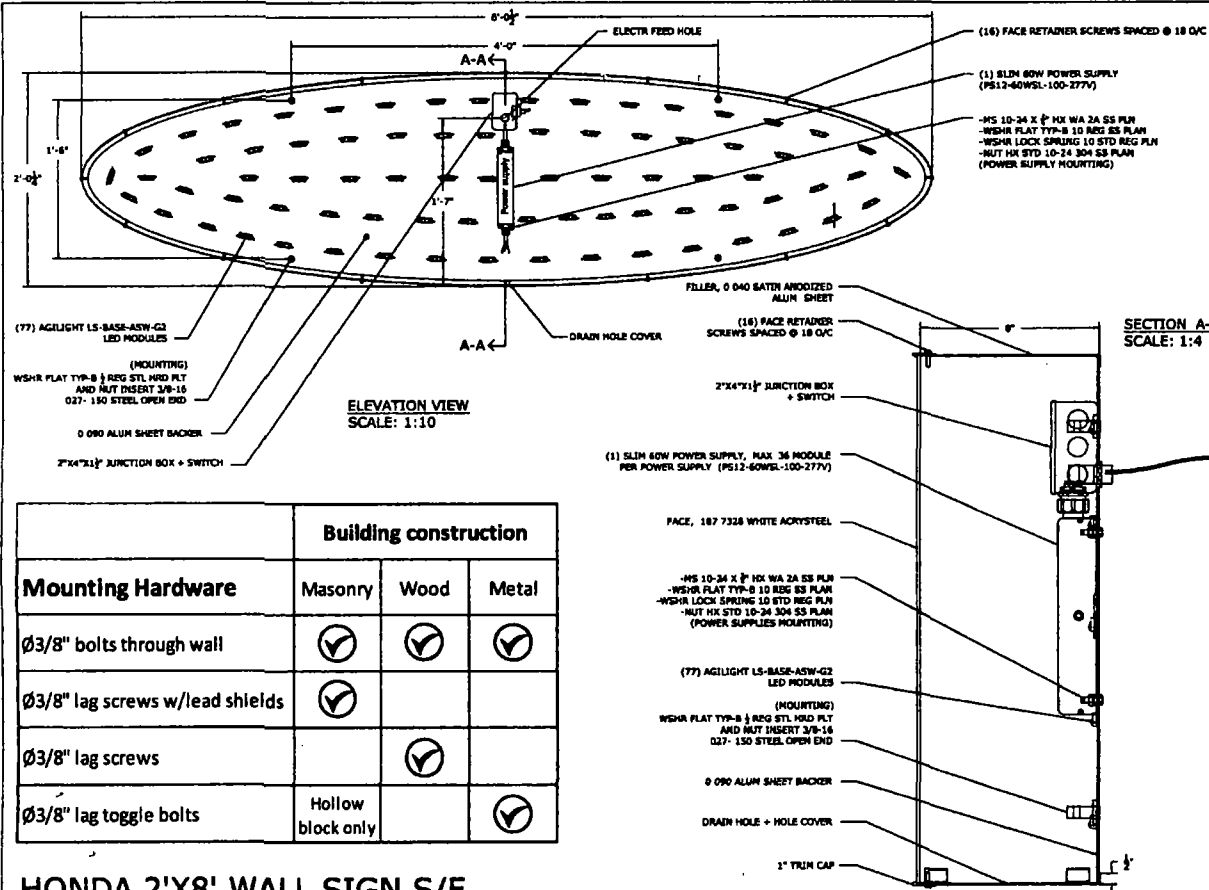 8'-0½"
ELECTR FEED HOLE
4'-0"
A-A
(16) FACE RETAINER SCREWS SPACED @ 18 O/C
(1) SLIM 60W POWER SUPPLY
(PS12-60WSL-100-277V)
-MS 10-24 X HX WA 2A SS PLN
-WSHR FLAT TYP-B 10 REG SS PLAN
-WSHR LOCK SPRING 10 STD REG PLN
-NUT HX STD 10-24 304 SS PLAN
(POWER SUPPLY MOUNTING)
1'-6"
2'-0¼"
Power supply
1'-7"
(77) AGILIGHT LS-BASE-ASW-G2
LED MODULES
(MOUNTING)
WSHR FLAT TYP-B REG STL HRD PLT
AND NUT INSERT 3/8-16
027- 150 STEEL OPEN END
0 090 ALUM SHEET BACKER
2"X4"X1½" JUNCTION BOX + SWITCH
DRAIN HOLE COVER
A-A
ELEVATION VIEW
SCALE: 1:10
FILLER, 0 040 SATIN ANODIZED
ALUM SHEET
(16) FACE RETAINER
SCREWS SPACED @ 18 O/C
SECTION A-
SCALE: 1:4
2"X4"X1½" JUNCTION BOX
+ SWITCH
(1) SLIM 60W POWER SUPPLY, MAX 36 MODULE
PER POWER SUPPLY (PS12-60WSL-100-277V)
FACE, 187 7328 WHITE ACRYSTEEL
-MS 10-24 X HX WA 2A SS PLN
-WSHR FLAT TYP-B 10 REG SS PLAN
-WSHR LOCK SPRING 10 STD REG PLN
-NUT HX STD 10-24 304 SS PLAN
(POWER SUPPLIES MOUNTING)
(77) AGILIGHT LS-BASE-ASW-G2
LED MODULES
(MOUNTING)
WSHR FLAT TYP-B REG STL HRD PLT
AND NUT INSERT 3/8-16
027- 150 STEEL OPEN END
0 090 ALUM SHEET BACKER
DRAIN HOLE + HOLE COVER
1" TRIM CAP
½"
Building construction
Mounting Hardware Masonry Wood Metal
Ø3/8" bolts through wall
Ø3/8" lag screws w/lead shields
Ø3/8" lag screws
Ø3/8" lag toggle bolts Hollow block only
HONDA 2'X8' WALL SIGN S/F